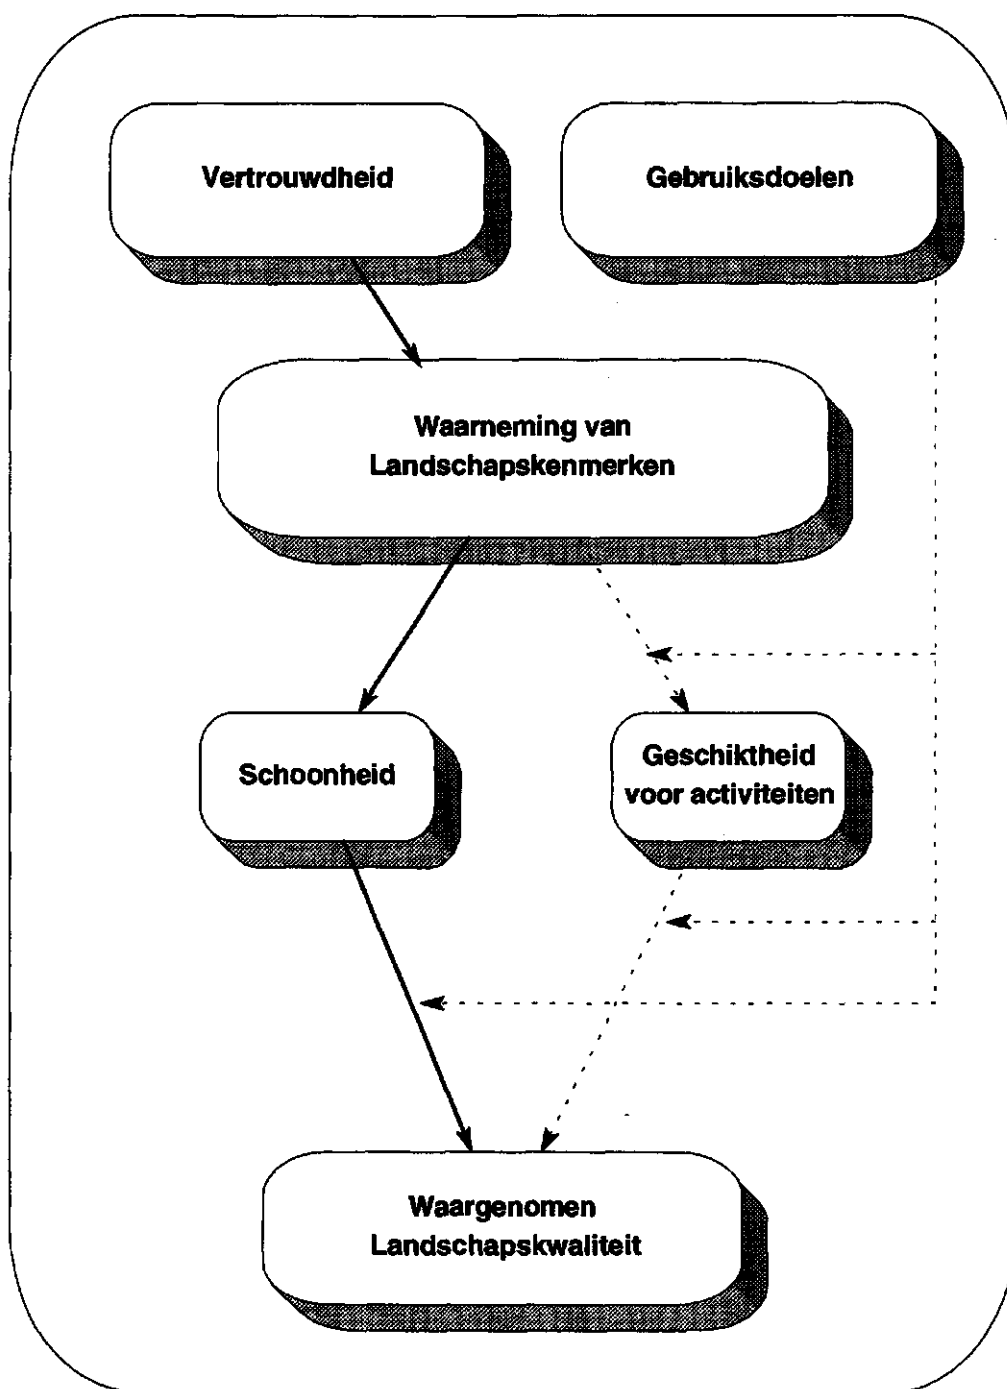 Vertrouwdheid
Gebruiksdoelen
Waarneming van
Landschapskenmerken
Schoonheid
Geschiktheid
voor activiteiten
Waargenomen
Landschapskwaliteit